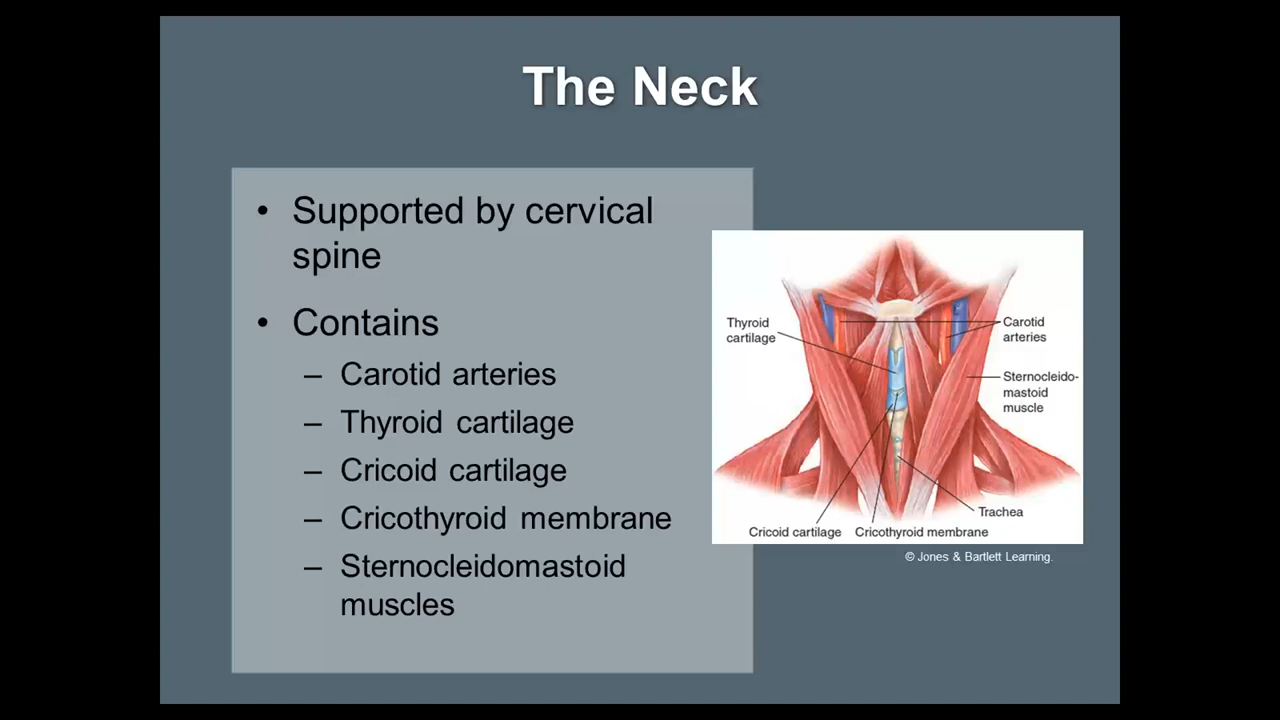 The Neck
• Supported by cervical
spine
• Contains
– Carotid arteries
– Thyroid cartilage
– Cricoid cartilage
– Cricothyroid membrane
– Sternocleidomastoid
muscles
Thyroid
cartilage
Carotid
arteries
Sternocleido-
mastoid
muscle
Trachea
Cricoid cartilage
Cricothyroid membrane
© Jones & Bartlett Learning.